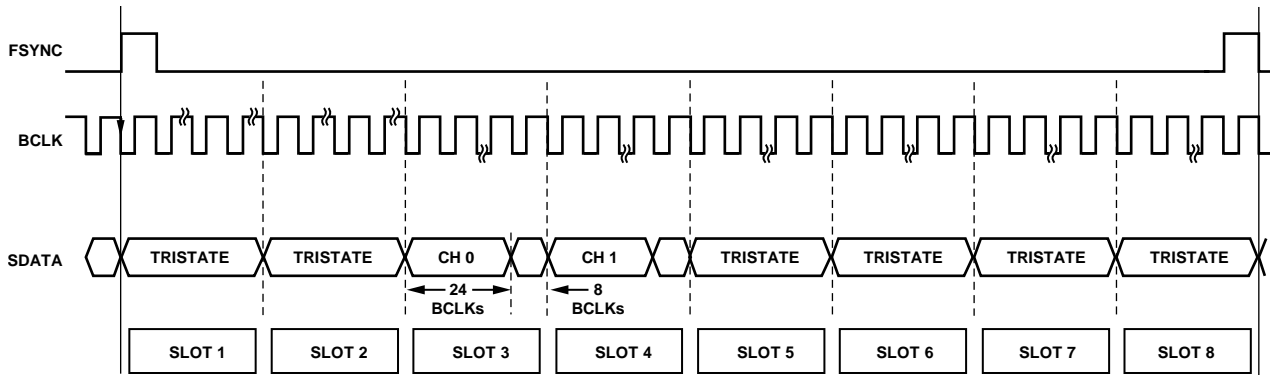 FSYNC
BCLK
SDATA
TRISTATE TRISTATE CH 0 CH 1 TRISTATE TRISTATE TRISTATE TRISTATE
24 BCLKs
8 BCLKs
SLOT 1 SLOT 2 SLOT 3 SLOT 4 SLOT 5 SLOT 6 SLOT 7 SLOT 8